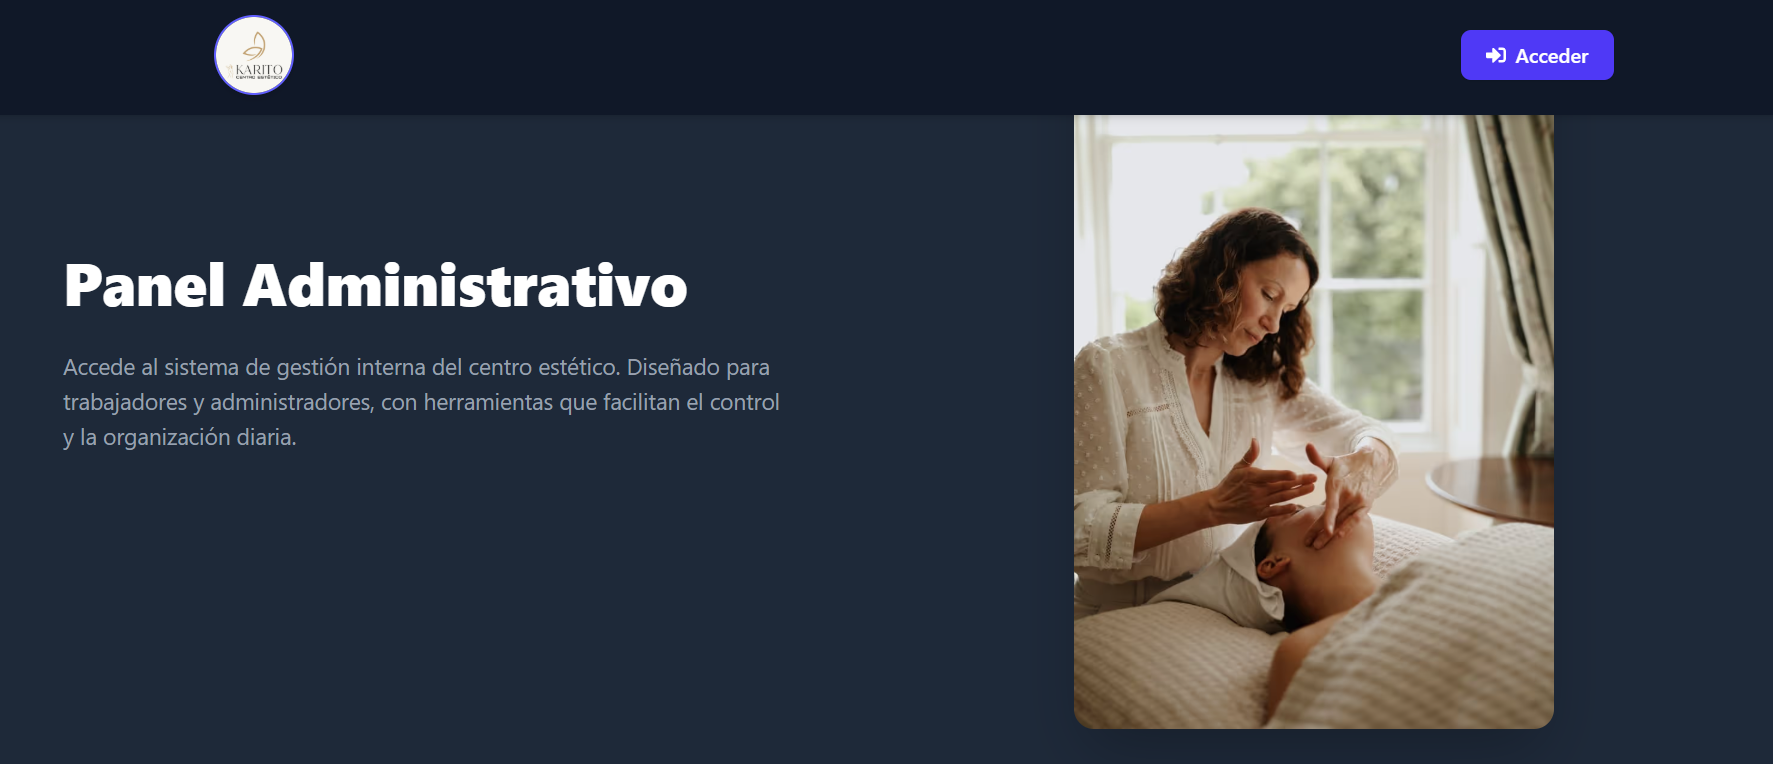 KARITO
CENTRO ESTÉTICO
Acceder
Panel Administrativo
Accede al sistema de gestión interna del centro estético. Diseñado para
trabajadores y administradores, con herramientas que facilitan el control
y la organización diaria.